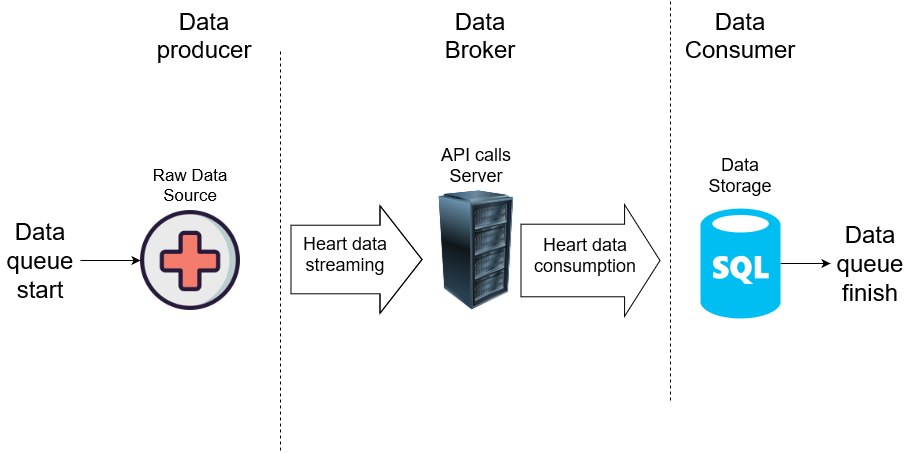 Data
producer
Data
Broker
Data
Consumer
Raw Data
Source
API calls
Server
Data
Storage
Data
queue
start
Heart data
streaming
Heart data
consumption
SQL
Data
queue
finish